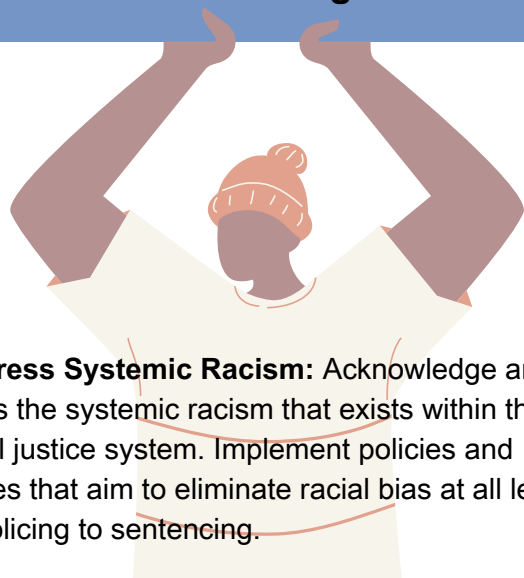 ress Systemic Racism: Acknowledge a
s the systemic racism that exists within th
l justice system. Implement policies and
es that aim to eliminate racial bias at all le
licing to sentencing.